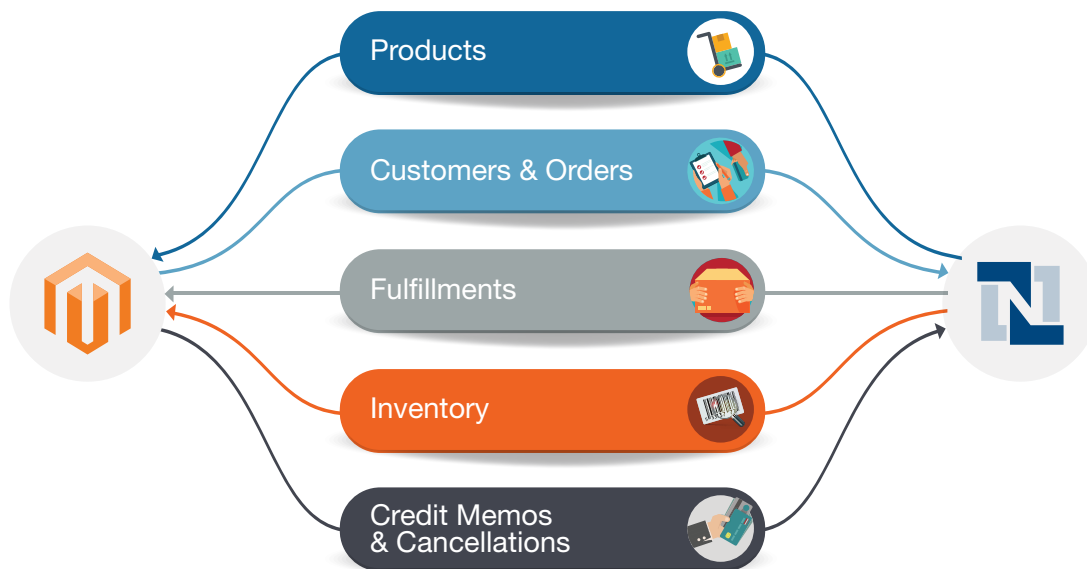 Products
Customers & Orders
Fulfillments
Inventory
Credit Memos
& Cancellations